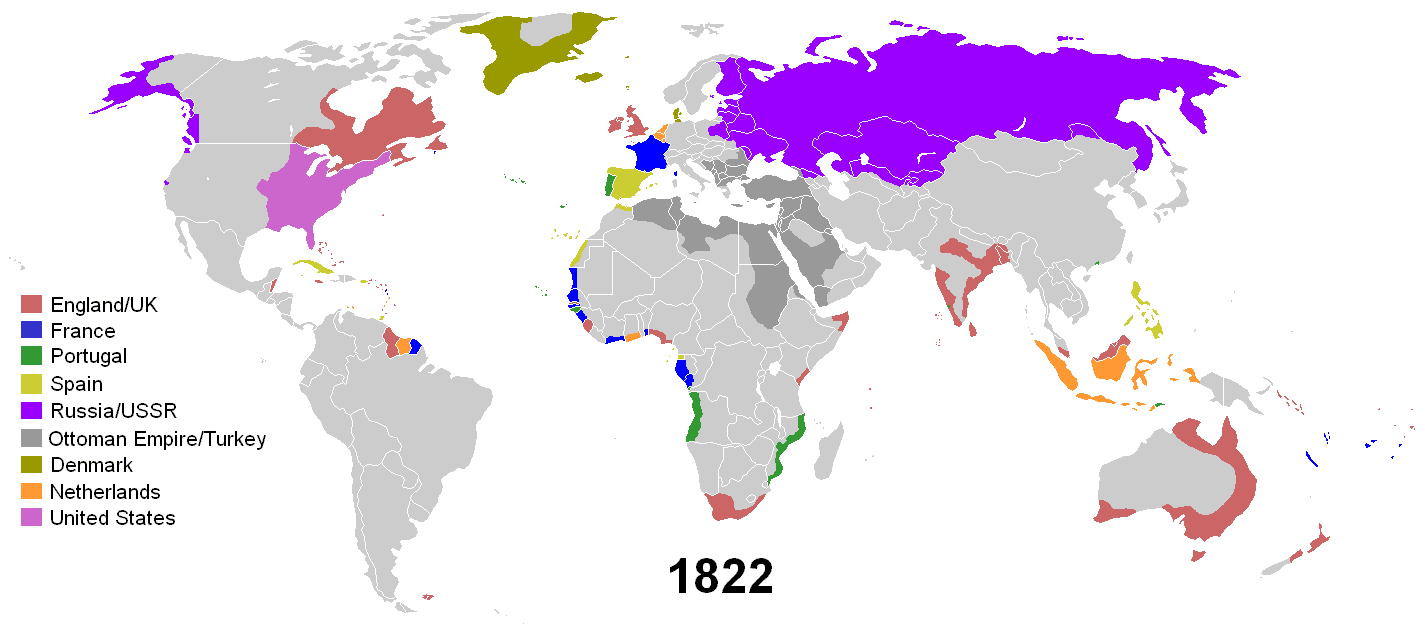 England/UK
France
Portugal
Spain
Russia/USSR
Ottoman Empire/Turkey
Denmark
Netherlands
United States
1822